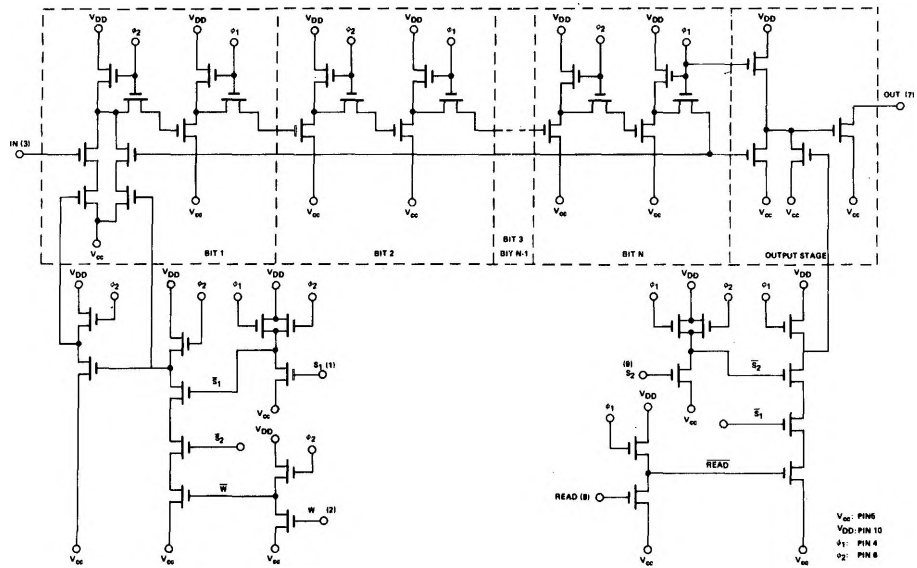 VDD VDD VDD VDD VDD VDD VDD
ϕ2 ϕ1 ϕ2 ϕ1 ϕ2 ϕ1
OUT (7)
IN (3)
Vcc Vcc Vcc Vcc Vcc Vcc Vcc Vcc
Vcc
BIT 1 BIT 2 BIT 3 BIT N OUTPUT STAGE
BIT N-1
VDD ϕ2 VDD ϕ2 ϕ1 VDD ϕ2 ϕ1 VDD ϕ2 ϕ1 VDD
S̅1 S1 (1) (9) S2 S̅2
Vcc Vcc
VDD ϕ2 ϕ1 VDD
S̅2 S̅1
W̅ R̅E̅A̅D̅
W (2) READ (8)
Vcc Vcc Vcc Vcc Vcc
Vcc: PIN5
VDD: PIN 10
ϕ1: PIN 4
ϕ2: PIN 6